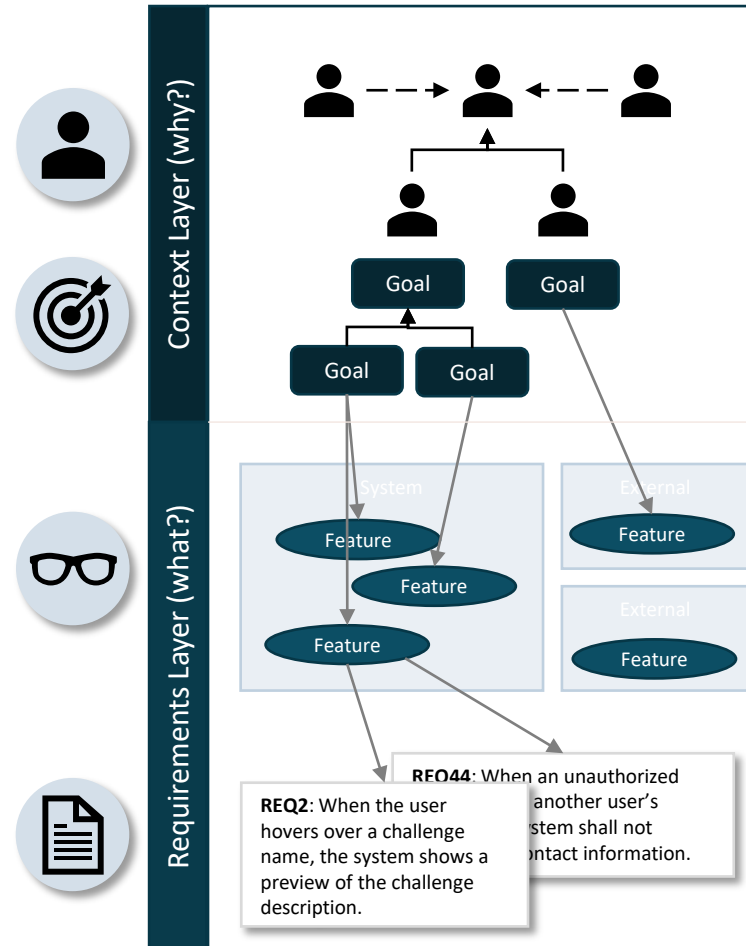 Context Layer (why?)
Goal
Goal
Goal
Goal
Requirements Layer (what?)
System
External
Feature
Feature
Feature
External
Feature
Feature
REQ44: When an unauthorized
another user's
ystem shall not
ontact information.
REQ2: When the user
hovers over a challenge
name, the system shows a
preview of the challenge
description.